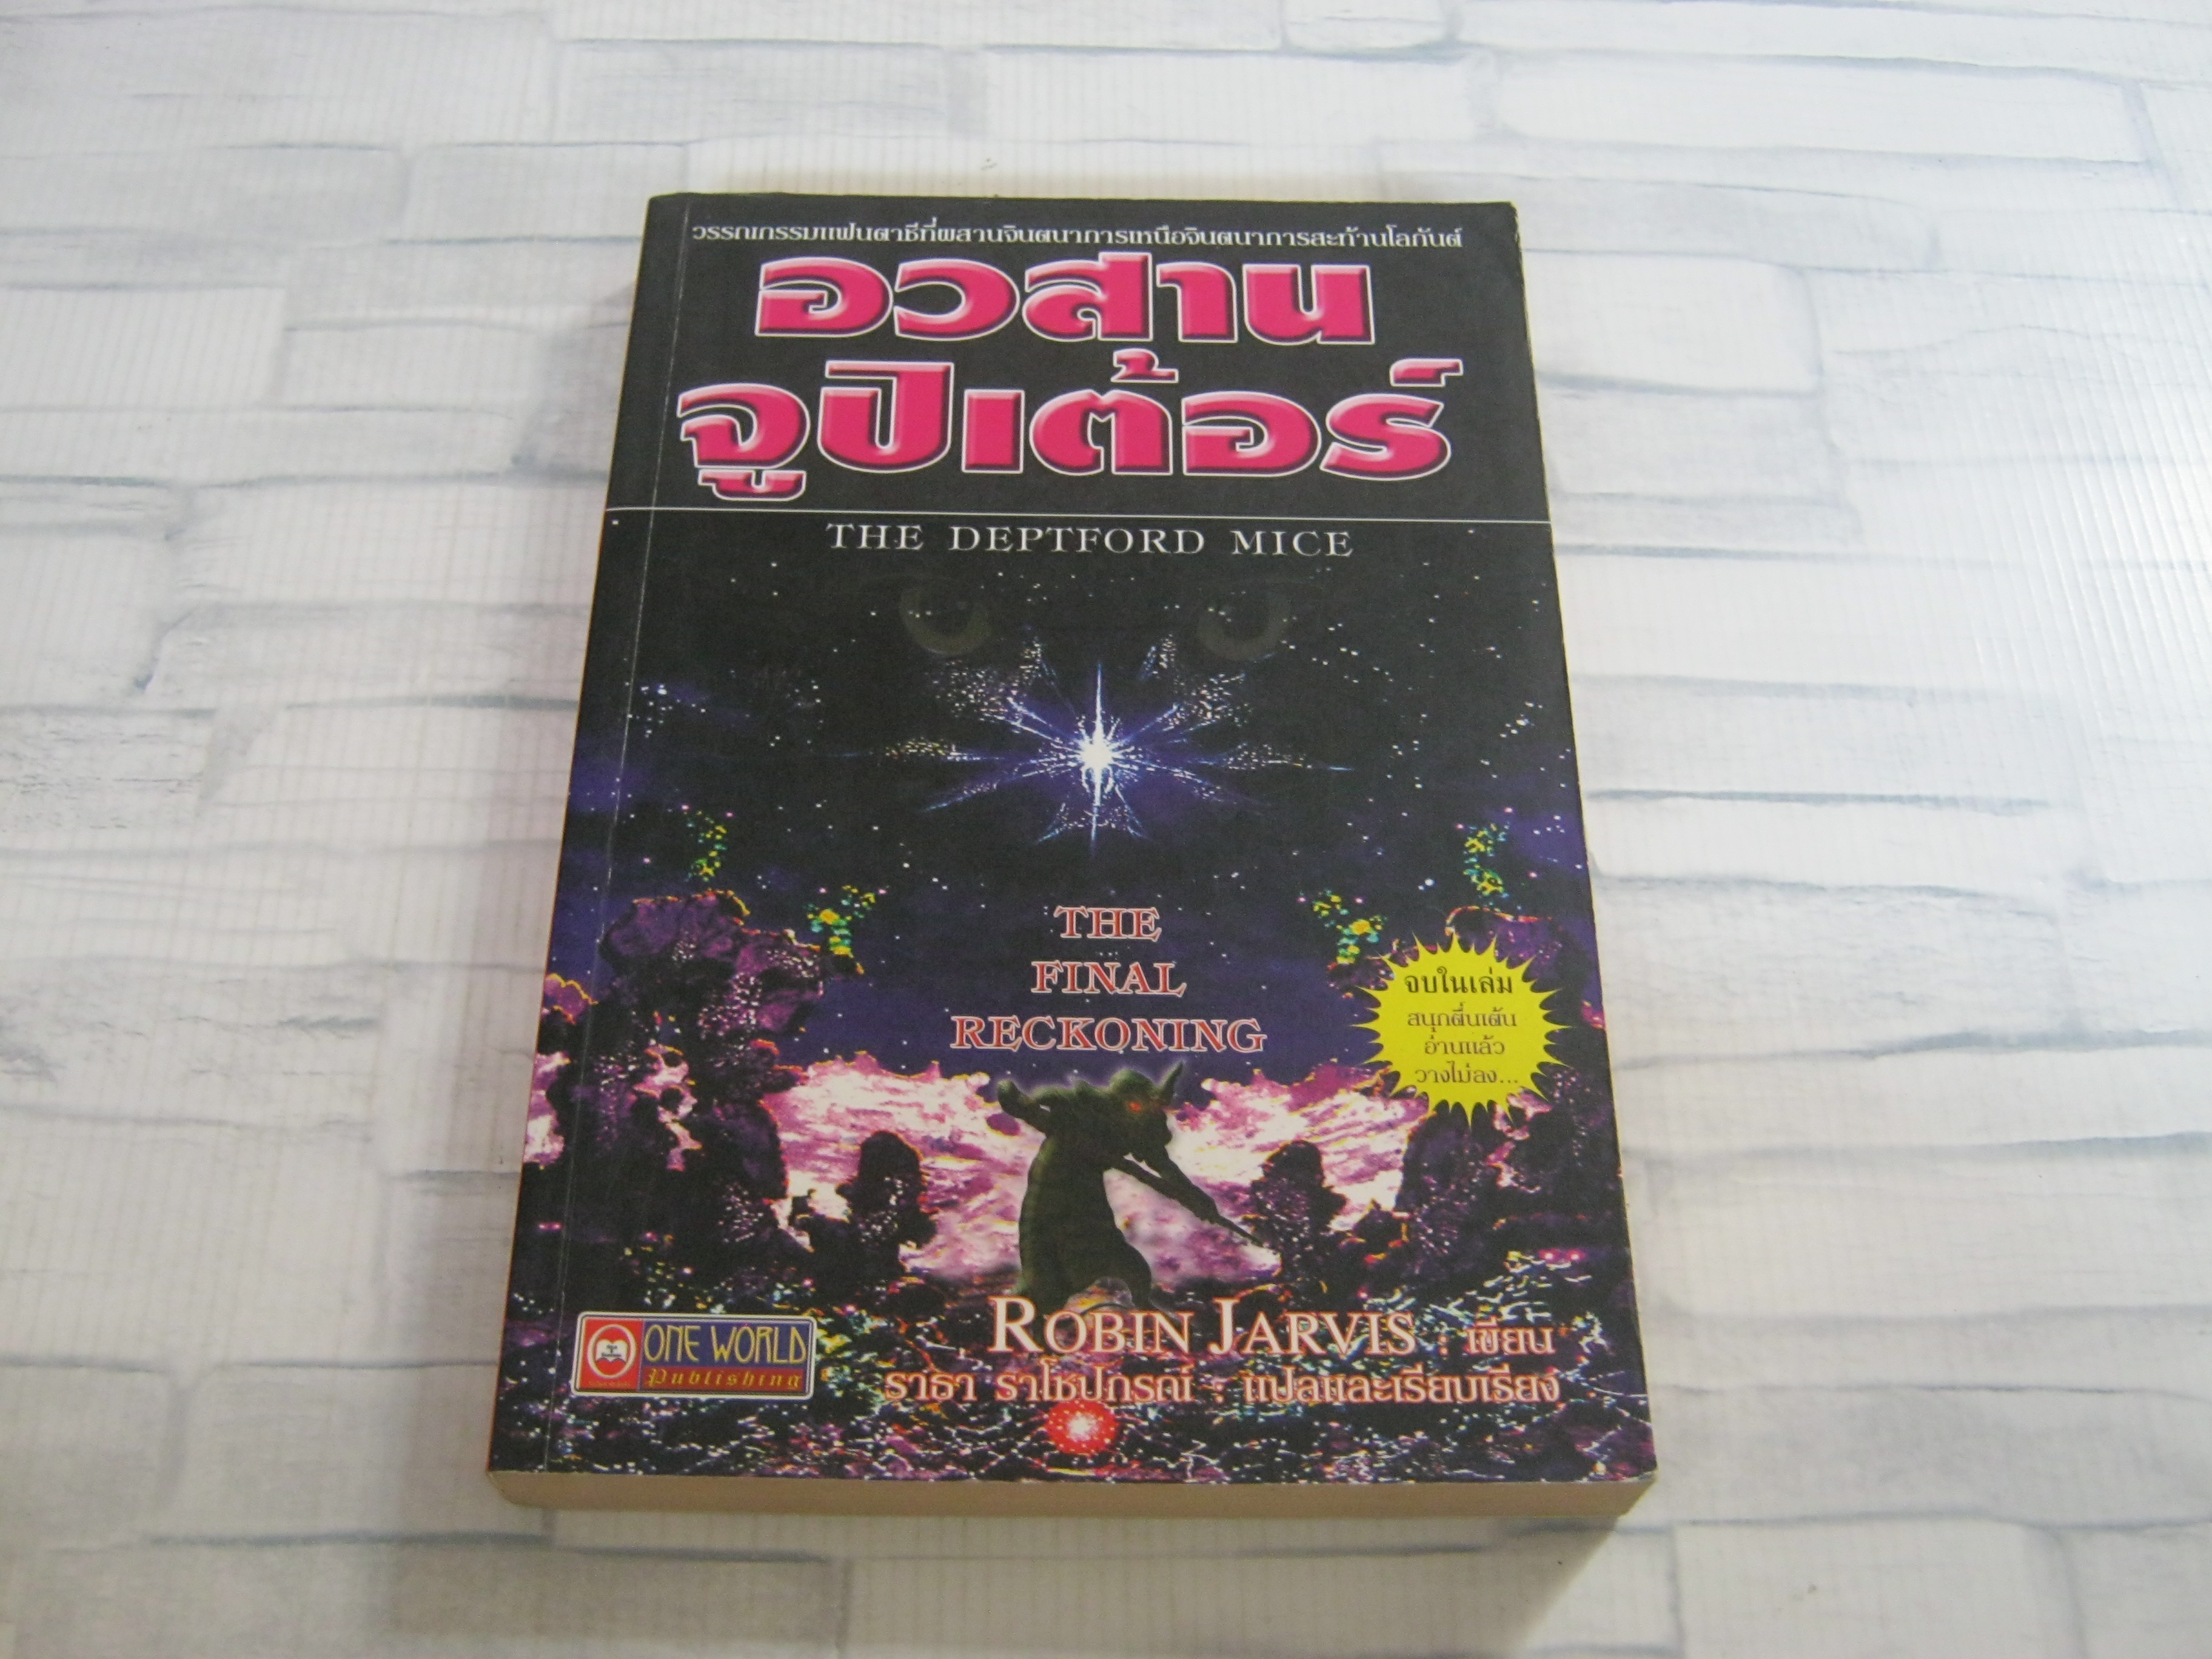 วรรณกรรมแฟนตาซีที่ผสานจินตนาการเหนือจินตนาการสะท้านโลกันต์
อวสาน
จูปิเต้อร์
THE DEPTFORD MICE
THE
FINAL
RECKONING
จบในเล่ม
สนุกตื่นเต้น
อ่านแล้ว
วางไม่ลง...
ROBIN JARVIS : เขียน
ราธา ราโชปกรณ์ : แปลและเรียบเรียง
ONE WORLD
Publishing